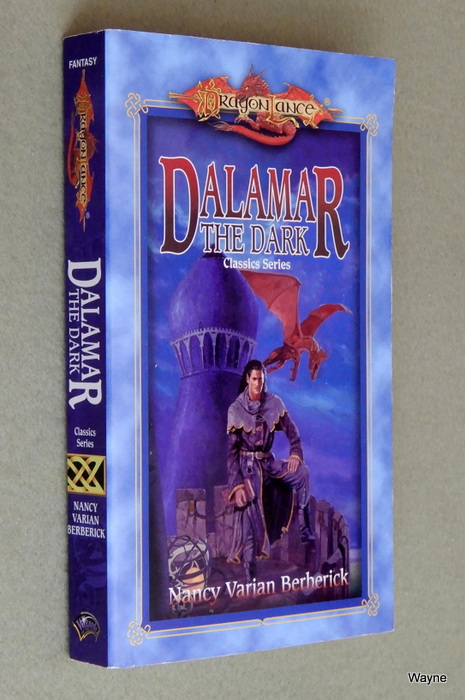 FANTASY
DRAGONLANCE
DALAMAR
THE DARK
Classics
Series
NANCY
VARIAN
BERBERICK
DRAGONLANCE
DALAMAR
THE DARK
Classics Series
Nancy Varian Berberick
Wayne